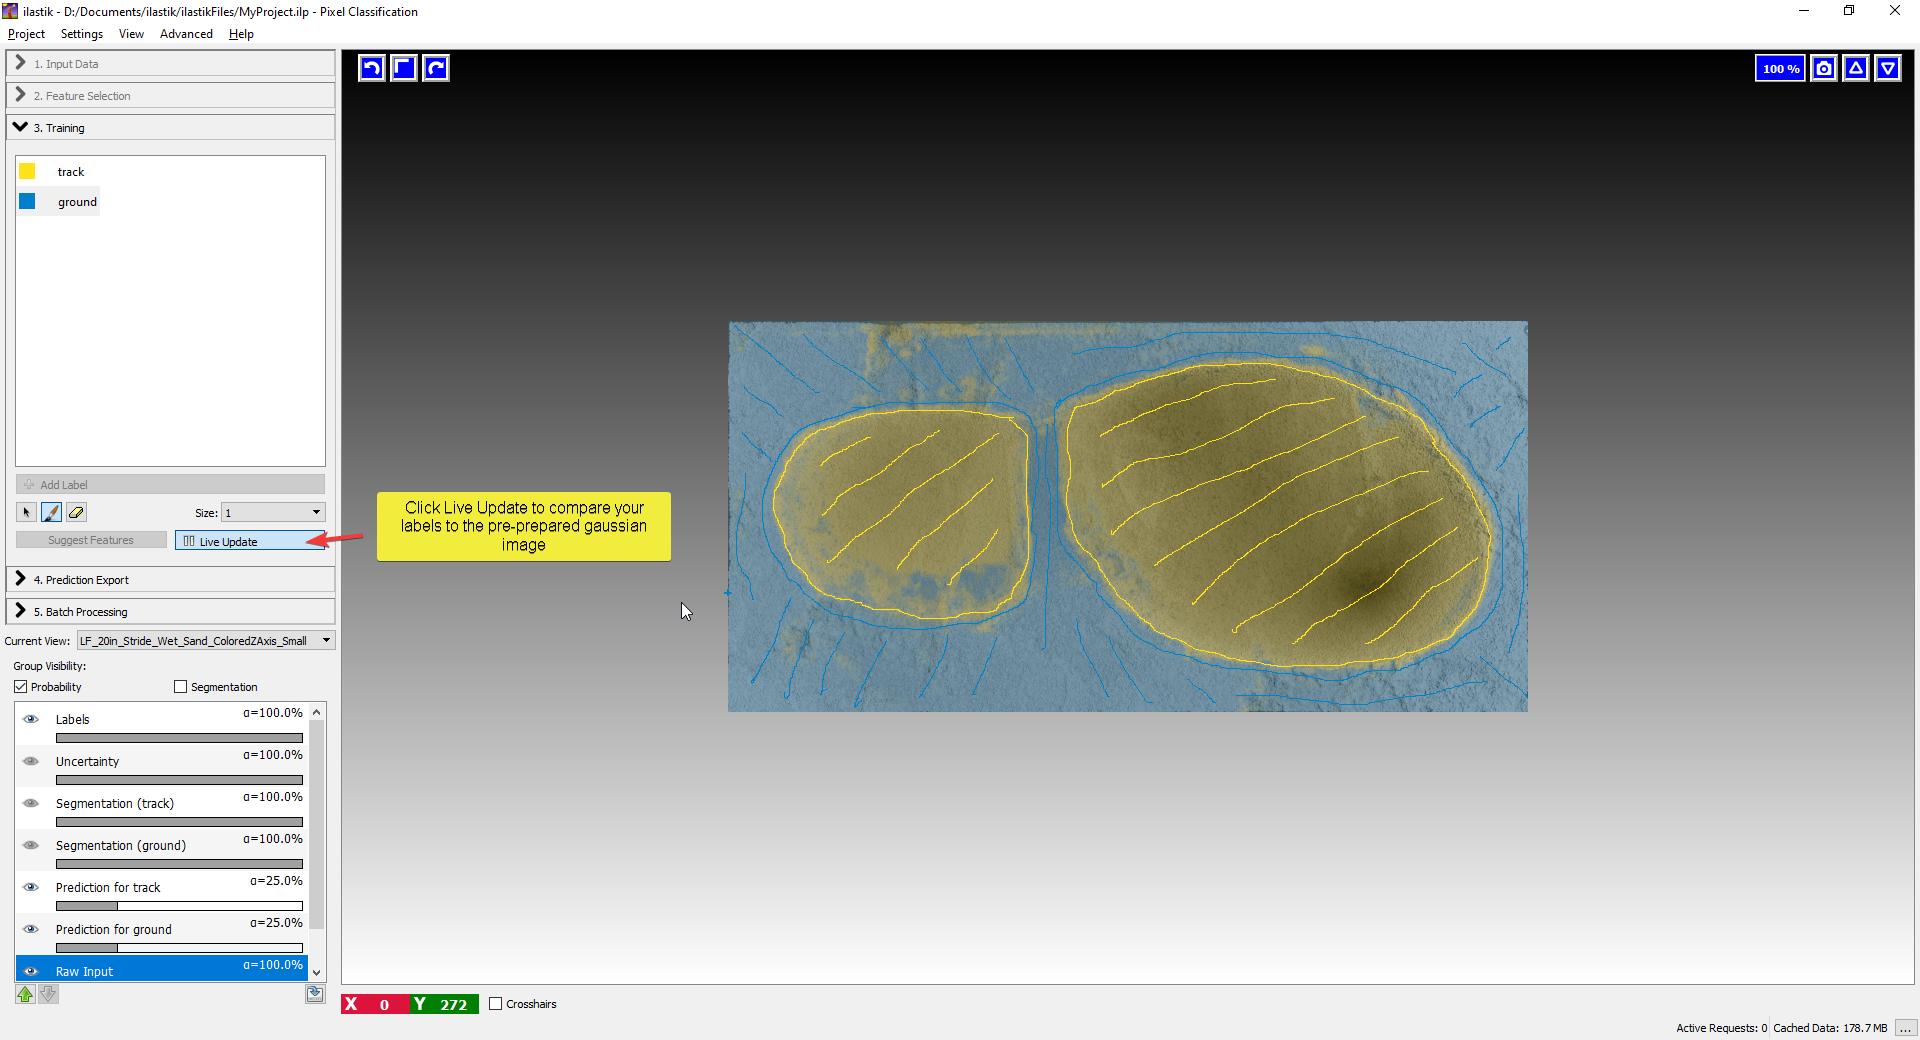 ilastik - D:/Documents/ilastik/ilastikFiles/MyProject.ilp - Pixel Classification
Project Settings View Advanced Help
1. Input Data
2. Feature Selection
3. Training
track
ground
Add Label
Size: 1
Suggest Features
Live Update
4. Prediction Export
5. Batch Processing
Current View: LF_20in_Stride_Wet_Sand_ColoredZAxis_Small
Group Visibility:
Probability Segmentation
Labels α=100.0%
Uncertainty α=100.0%
Segmentation (track) α=100.0%
Segmentation (ground) α=100.0%
Prediction for track α=25.0%
Prediction for ground α=25.0%
Raw Input α=100.0%
100 %
Click Live Update to compare your
labels to the pre-prepared gaussian
image
X 0 Y 272 Crosshairs
Active Requests: 0 Cached Data: 178.7 MB ...